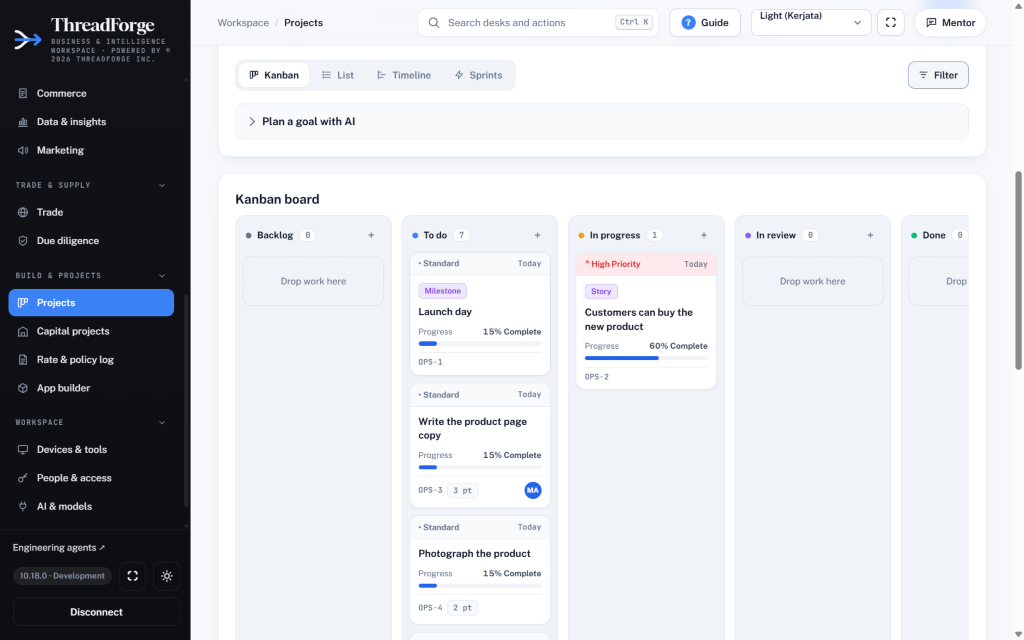 ThreadForge
BUSINESS & INTELLIGENCE
WORKSPACE · POWERED BY ®
2026 THREADFORGE INC.
Commerce
Data & insights
Marketing
TRADE & SUPPLY
Trade
Due diligence
BUILD & PROJECTS
Projects
Capital projects
Rate & policy log
App builder
WORKSPACE
Devices & tools
People & access
AI & models
Engineering agents ↗
10.18.0 · Development
Disconnect
Workspace / Projects
Search desks and actions
Ctrl K
? Guide
Light (Kerjata)
Mentor
Kanban
List
Timeline
Sprints
Filter
Plan a goal with AI
Kanban board
Backlog 0 +
Drop work here
To do 7 +
• Standard Today
Milestone
Launch day
Progress 15% Complete
OPS-1
• Standard Today
Write the product page
copy
Progress 15% Complete
OPS-3 3 pt MA
• Standard Today
Photograph the product
Progress 15% Complete
OPS-4 2 pt
In progress 1 +
^ High Priority Today
Story
Customers can buy the
new product
Progress 60% Complete
OPS-2
In review 0 +
Drop work here
Done 0
Drop